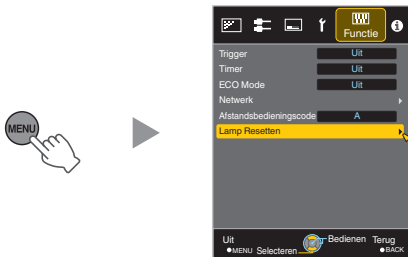 MENU
Functie
Trigger Uit
Timer Uit
ECO Mode Uit
Netwerk
Afstandsbedieningscode A
Lamp Resetten
Uit Bedienen Terug
MENU Selecteren BACK